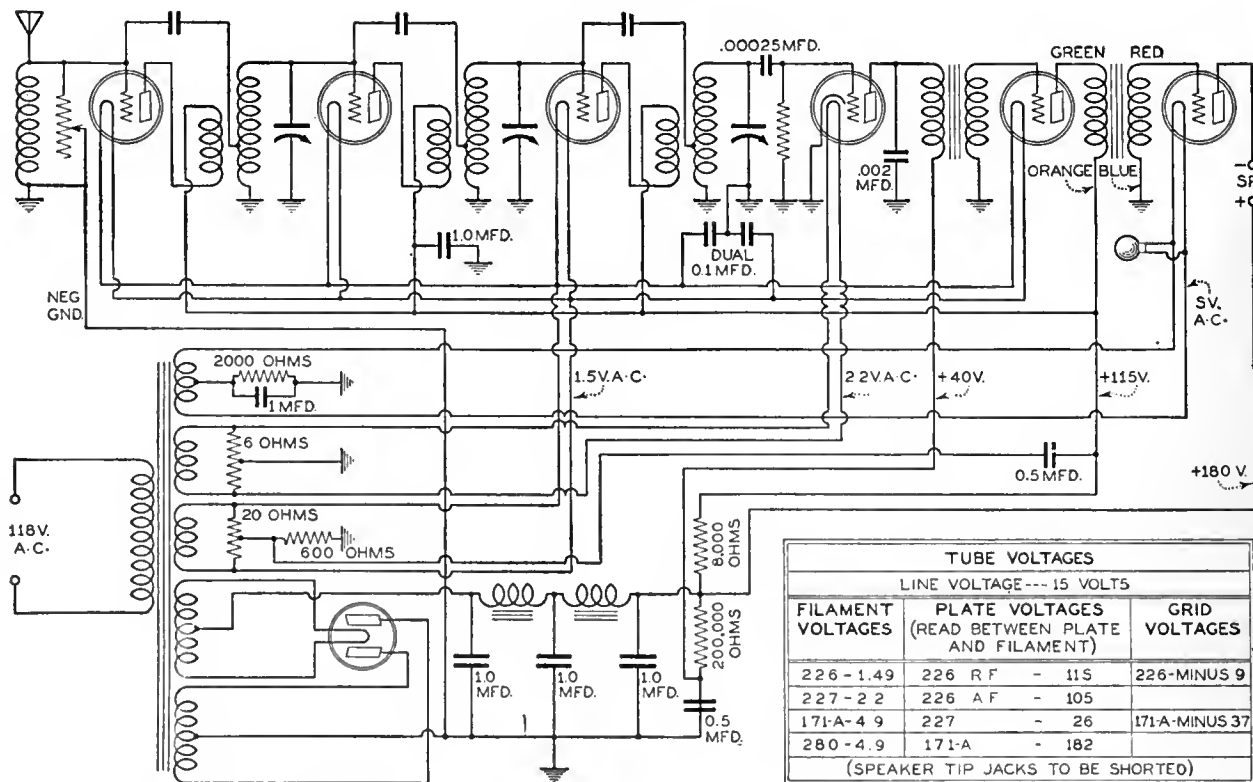 .00025 MFD.
GREEN RED
.002
MFD.
ORANGE BLUE
1.0 MFD.
DUAL
0.1 MFD.
NEG
GND.
5V.
A.C.
2000 OHMS
1 MFD.
1.5V.A.C.
2.2V.A.C.
+40V.
+115V.
6 OHMS
0.5 MFD.
+180 V.
118V.
A.C.
20 OHMS
600 OHMS
8,000
OHMS
200,000
OHMS
1.0
MFD.
1.0
MFD.
1.0
MFD.
0.5
MFD.
TUBE VOLTAGES
LINE VOLTAGE --- 15 VOLTS
FILAMENT VOLTAGES
PLATE VOLTAGES
(READ BETWEEN PLATE AND FILAMENT)
GRID VOLTAGES
226 - 1.49 226 RF - 115 226-MINUS 9
227 - 2 2 226 AF - 105
171-A- 4 9 227 - 26 171-A-MINUS 37
280 - 4.9 171-A - 182
(SPEAKER TIP JACKS TO BE SHORTED)